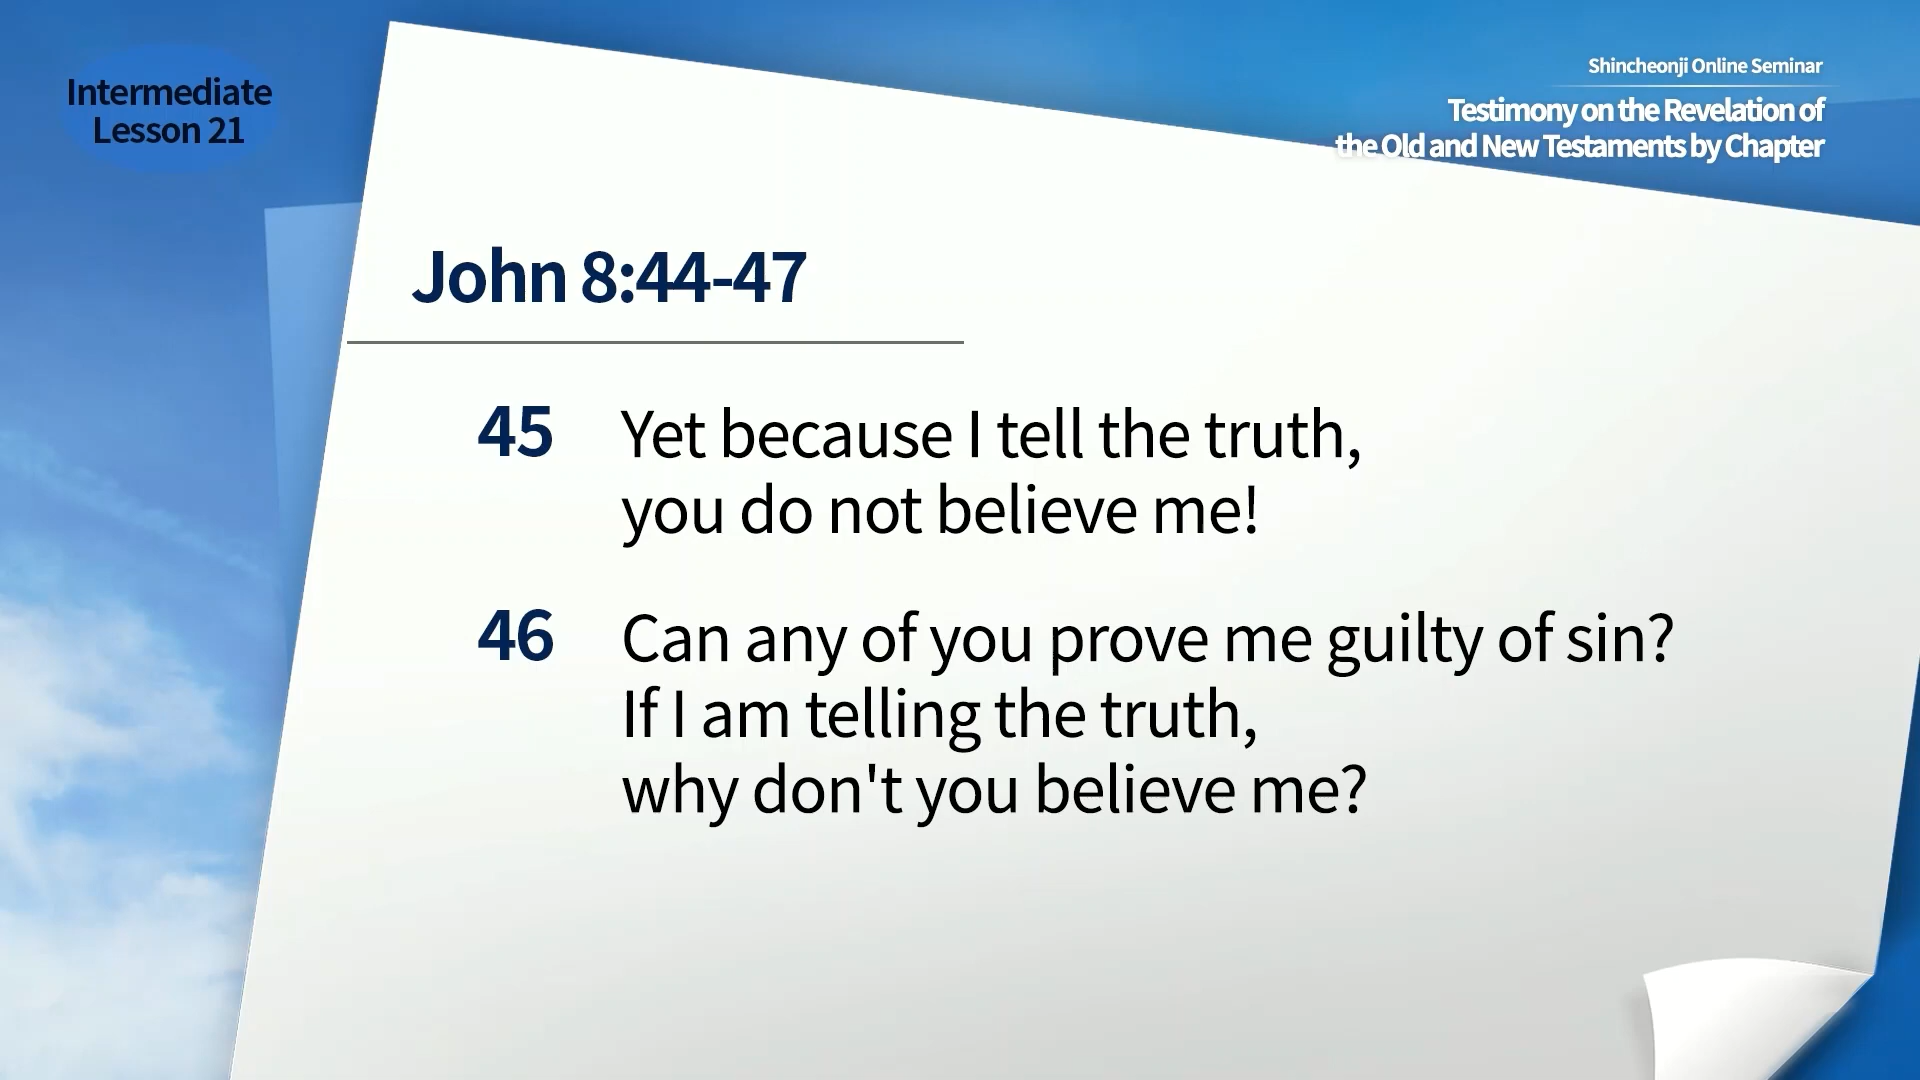 Intermediate
Lesson 21
Shincheonji Online Seminar
Testimony on the Revelation of
the Old and New Testaments by Chapter
John 8:44-47
45 Yet because I tell the truth,
you do not believe me!
46 Can any of you prove me guilty of sin?
If I am telling the truth,
why don't you believe me?